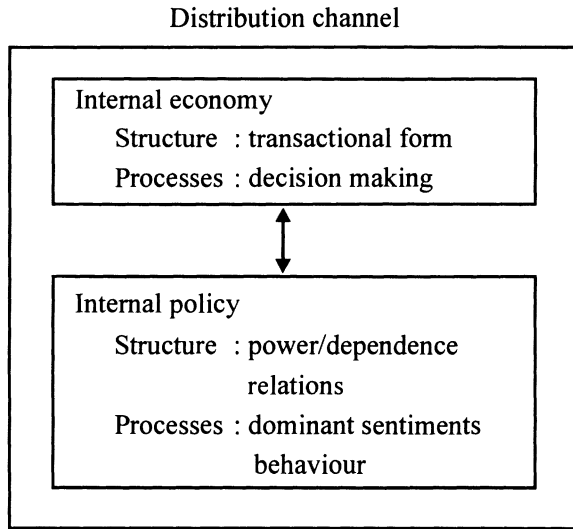 Distribution channel
Internal economy
Structure : transactional form
Processes : decision making
Internal policy
Structure : power/dependence
relations
Processes : dominant sentiments
behaviour